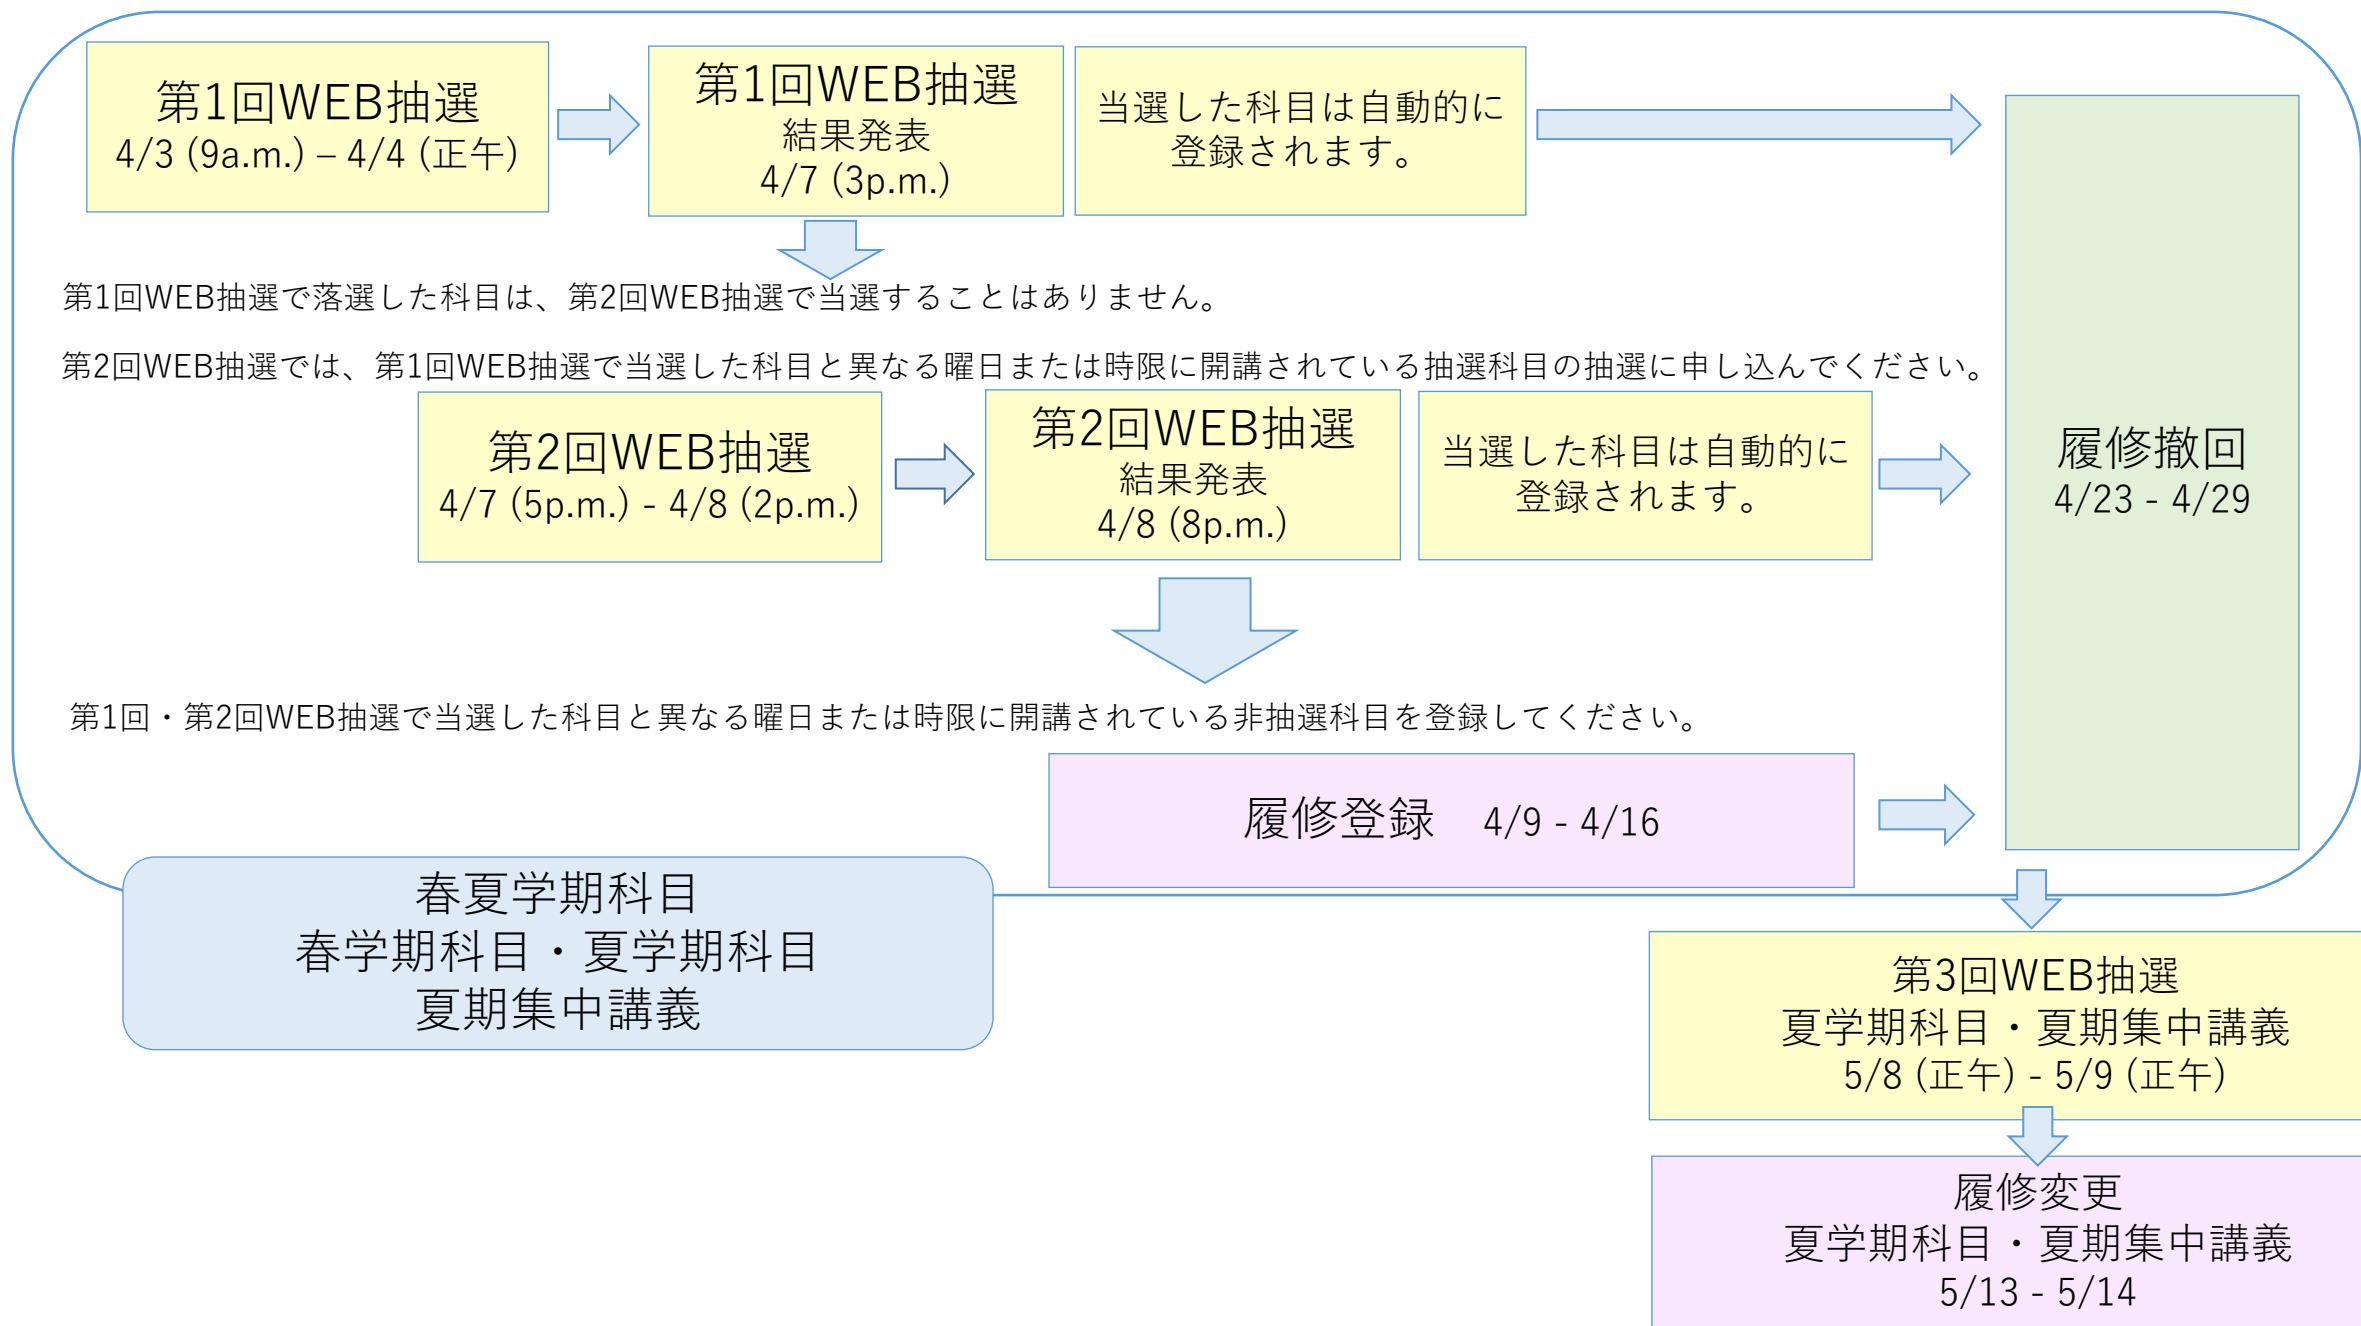 第1回WEB抽選
4/3 (9a.m.) – 4/4 (正午)
第1回WEB抽選
結果発表
4/7 (3p.m.)
当選した科目は自動的に
登録されます。
第1回WEB抽選で落選した科目は、第2回WEB抽選で当選することはありません。
第2回WEB抽選では、第1回WEB抽選で当選した科目と異なる曜日または時限に開講されている抽選科目の抽選に申し込んでください。
第2回WEB抽選
4/7 (5p.m.) - 4/8 (2p.m.)
第2回WEB抽選
結果発表
4/8 (8p.m.)
当選した科目は自動的に
登録されます。
履修撤回
4/23 - 4/29
第1回・第2回WEB抽選で当選した科目と異なる曜日または時限に開講されている非抽選科目を登録してください。
履修登録 4/9 - 4/16
春夏学期科目
春学期科目・夏学期科目
夏期集中講義
第3回WEB抽選
夏学期科目・夏期集中講義
5/8 (正午) - 5/9 (正午)
履修変更
夏学期科目・夏期集中講義
5/13 - 5/14